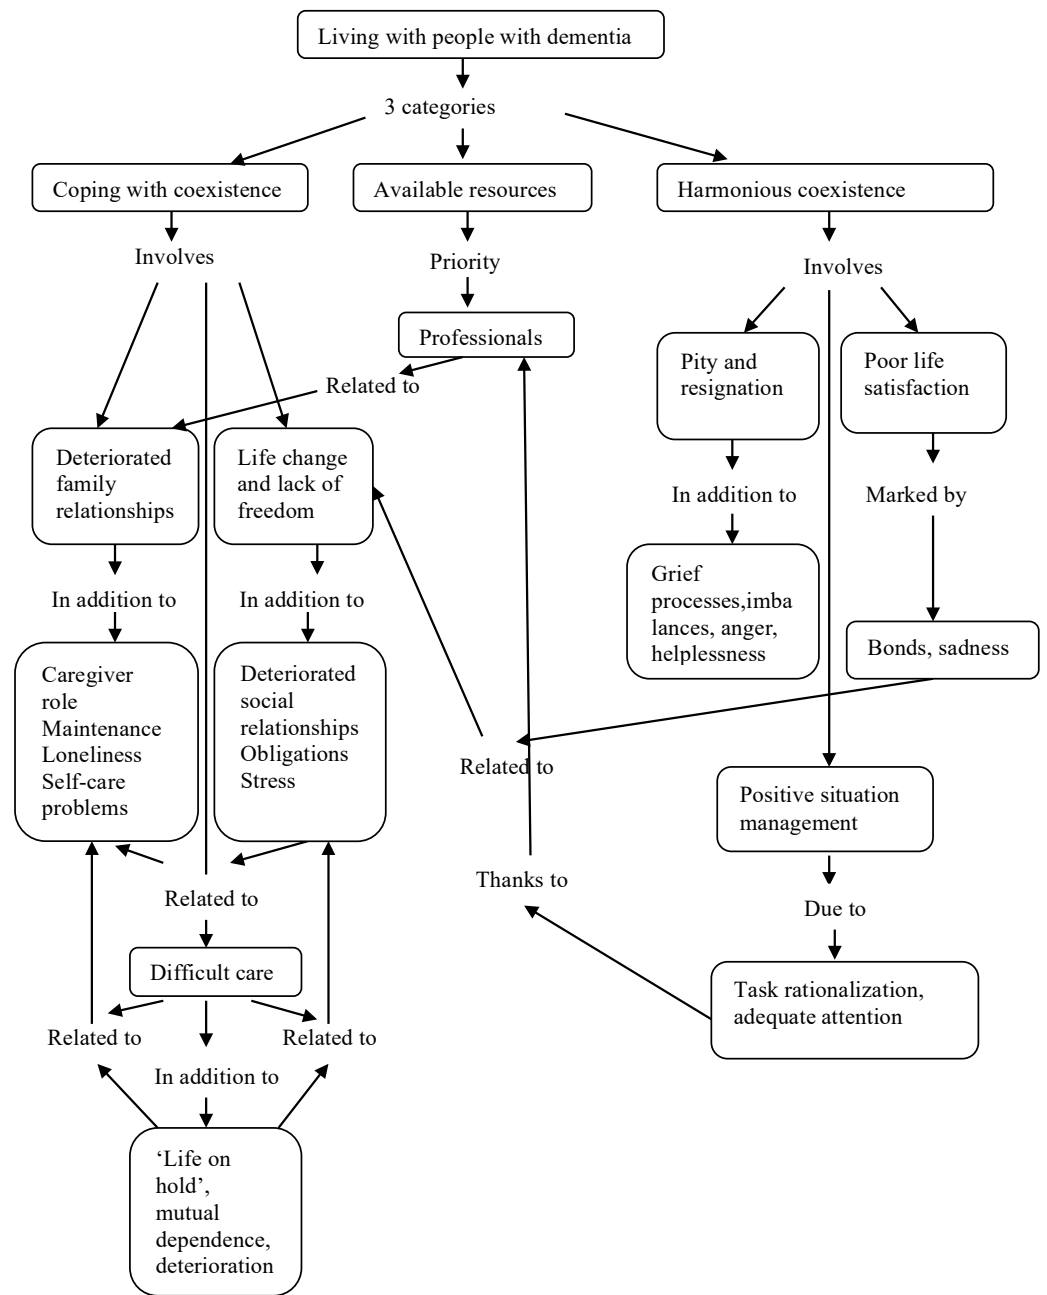 Living with people with dementia
3 categories
Coping with coexistence
Available resources
Harmonious coexistence
Involves
Priority
Involves
Professionals
Related to
Pity and
resignation
Poor life
satisfaction
Deteriorated
family
relationships
Life change
and lack of
freedom
In addition to
Marked by
In addition to
In addition to
Grief
processes,imba
lances, anger,
helplessness
Bonds, sadness
Caregiver
role
Maintenance
Loneliness
Self-care
problems
Deteriorated
social
relationships
Obligations
Stress
Related to
Positive situation
management
Related to
Thanks to
Due to
Difficult care
Task rationalization,
adequate attention
Related to
Related to
In addition to
‘Life on
hold’,
mutual
dependence,
deterioration